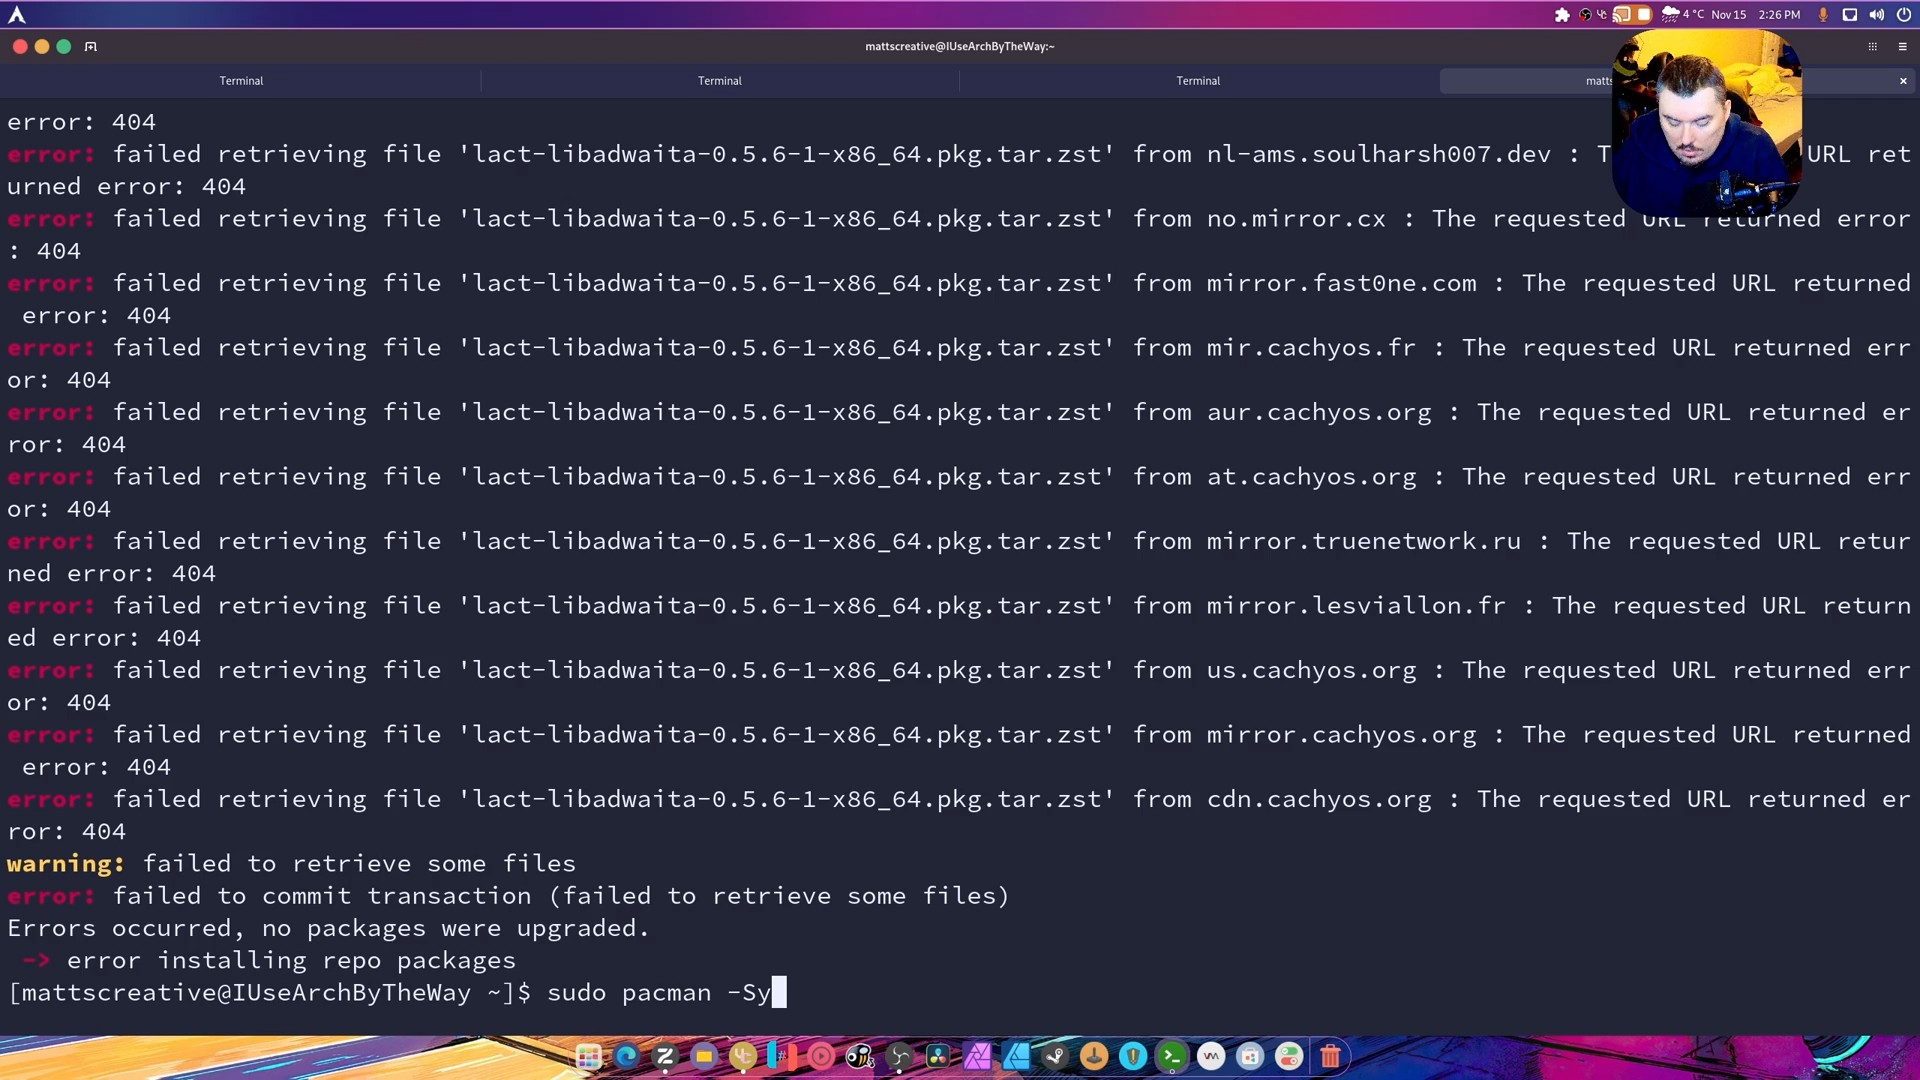 4 °C Nov 15 2:26 PM
mattscreative@IUseArchByTheWay:~
Terminal Terminal Terminal matts
error: 404
error: failed retrieving file 'lact-libadwaita-0.5.6-1-x86_64.pkg.tar.zst' from nl-ams.soulharsh007.dev : T URL ret
urned error: 404
error: failed retrieving file 'lact-libadwaita-0.5.6-1-x86_64.pkg.tar.zst' from no.mirror.cx : The requested URL returned error
: 404
error: failed retrieving file 'lact-libadwaita-0.5.6-1-x86_64.pkg.tar.zst' from mirror.fast0ne.com : The requested URL returned
error: 404
error: failed retrieving file 'lact-libadwaita-0.5.6-1-x86_64.pkg.tar.zst' from mir.cachyos.fr : The requested URL returned err
or: 404
error: failed retrieving file 'lact-libadwaita-0.5.6-1-x86_64.pkg.tar.zst' from aur.cachyos.org : The requested URL returned er
ror: 404
error: failed retrieving file 'lact-libadwaita-0.5.6-1-x86_64.pkg.tar.zst' from at.cachyos.org : The requested URL returned err
or: 404
error: failed retrieving file 'lact-libadwaita-0.5.6-1-x86_64.pkg.tar.zst' from mirror.truenetwork.ru : The requested URL retur
ned error: 404
error: failed retrieving file 'lact-libadwaita-0.5.6-1-x86_64.pkg.tar.zst' from mirror.lesviallon.fr : The requested URL return
ed error: 404
error: failed retrieving file 'lact-libadwaita-0.5.6-1-x86_64.pkg.tar.zst' from us.cachyos.org : The requested URL returned err
or: 404
error: failed retrieving file 'lact-libadwaita-0.5.6-1-x86_64.pkg.tar.zst' from mirror.cachyos.org : The requested URL returned
error: 404
error: failed retrieving file 'lact-libadwaita-0.5.6-1-x86_64.pkg.tar.zst' from cdn.cachyos.org : The requested URL returned er
ror: 404
warning: failed to retrieve some files
error: failed to commit transaction (failed to retrieve some files)
Errors occurred, no packages were upgraded.
-> error installing repo packages
[mattscreative@IUseArchByTheWay ~]$ sudo pacman -Sy